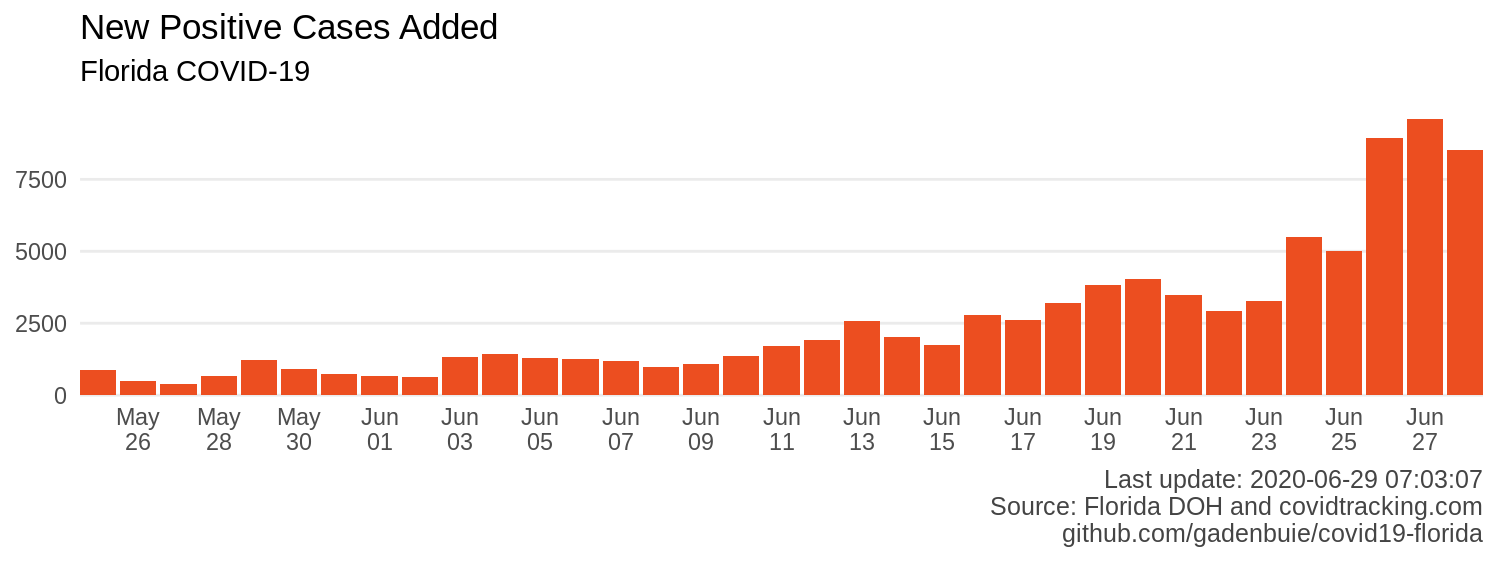 New Positive Cases Added
Florida COVID-19
7500
5000
2500
0
May May May Jun Jun Jun Jun Jun Jun Jun Jun Jun Jun Jun Jun Jun Jun
26 28 30 01 03 05 07 09 11 13 15 17 19 21 23 25 27
Last update: 2020-06-29 07:03:07
Source: Florida DOH and covidtracking.com
github.com/gadenbuie/covid19-florida